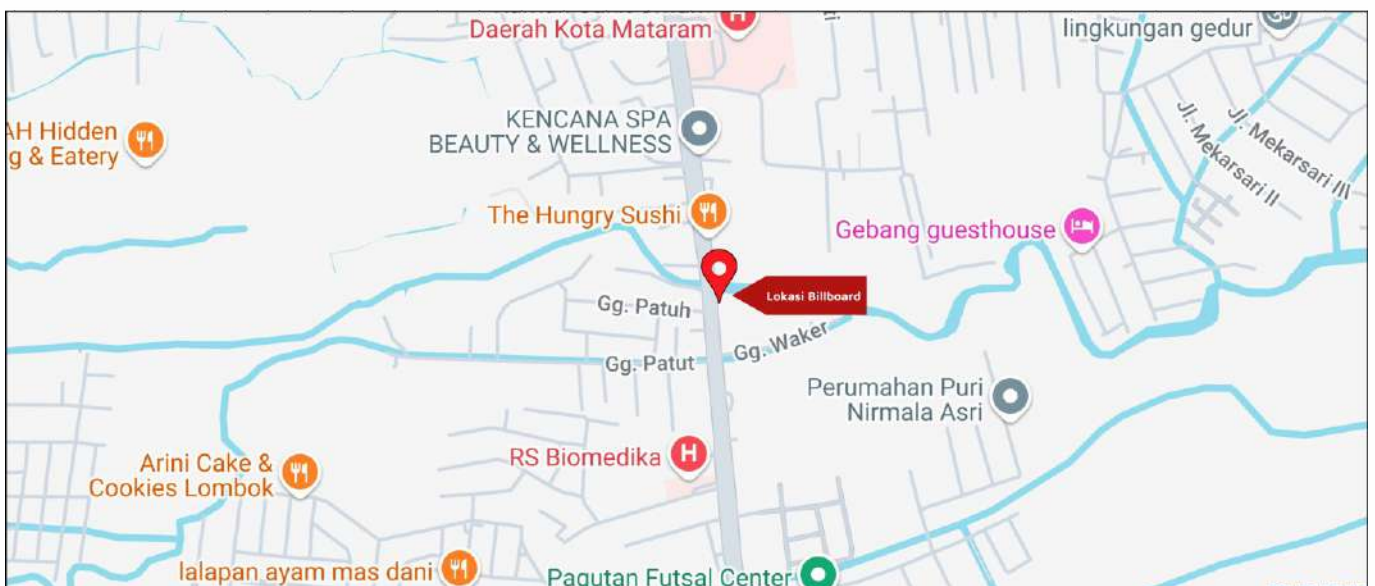 Daerah Kota Mataram
lingkungan gedur
AH Hidden
g & Eatery
KENCANA SPA
BEAUTY & WELLNESS
Jl. Mekarsari II
Jl. Mekarsari III
The Hungry Sushi
Gebang guesthouse
Lokasi Billboard
Gg. Patuh
Gg. Waker
Gg. Patut
Perumahan Puri
Nirmala Asri
RS Biomedika
Arini Cake &
Cookies Lombok
lalapan ayam mas dani
Pagutan Futsal Center